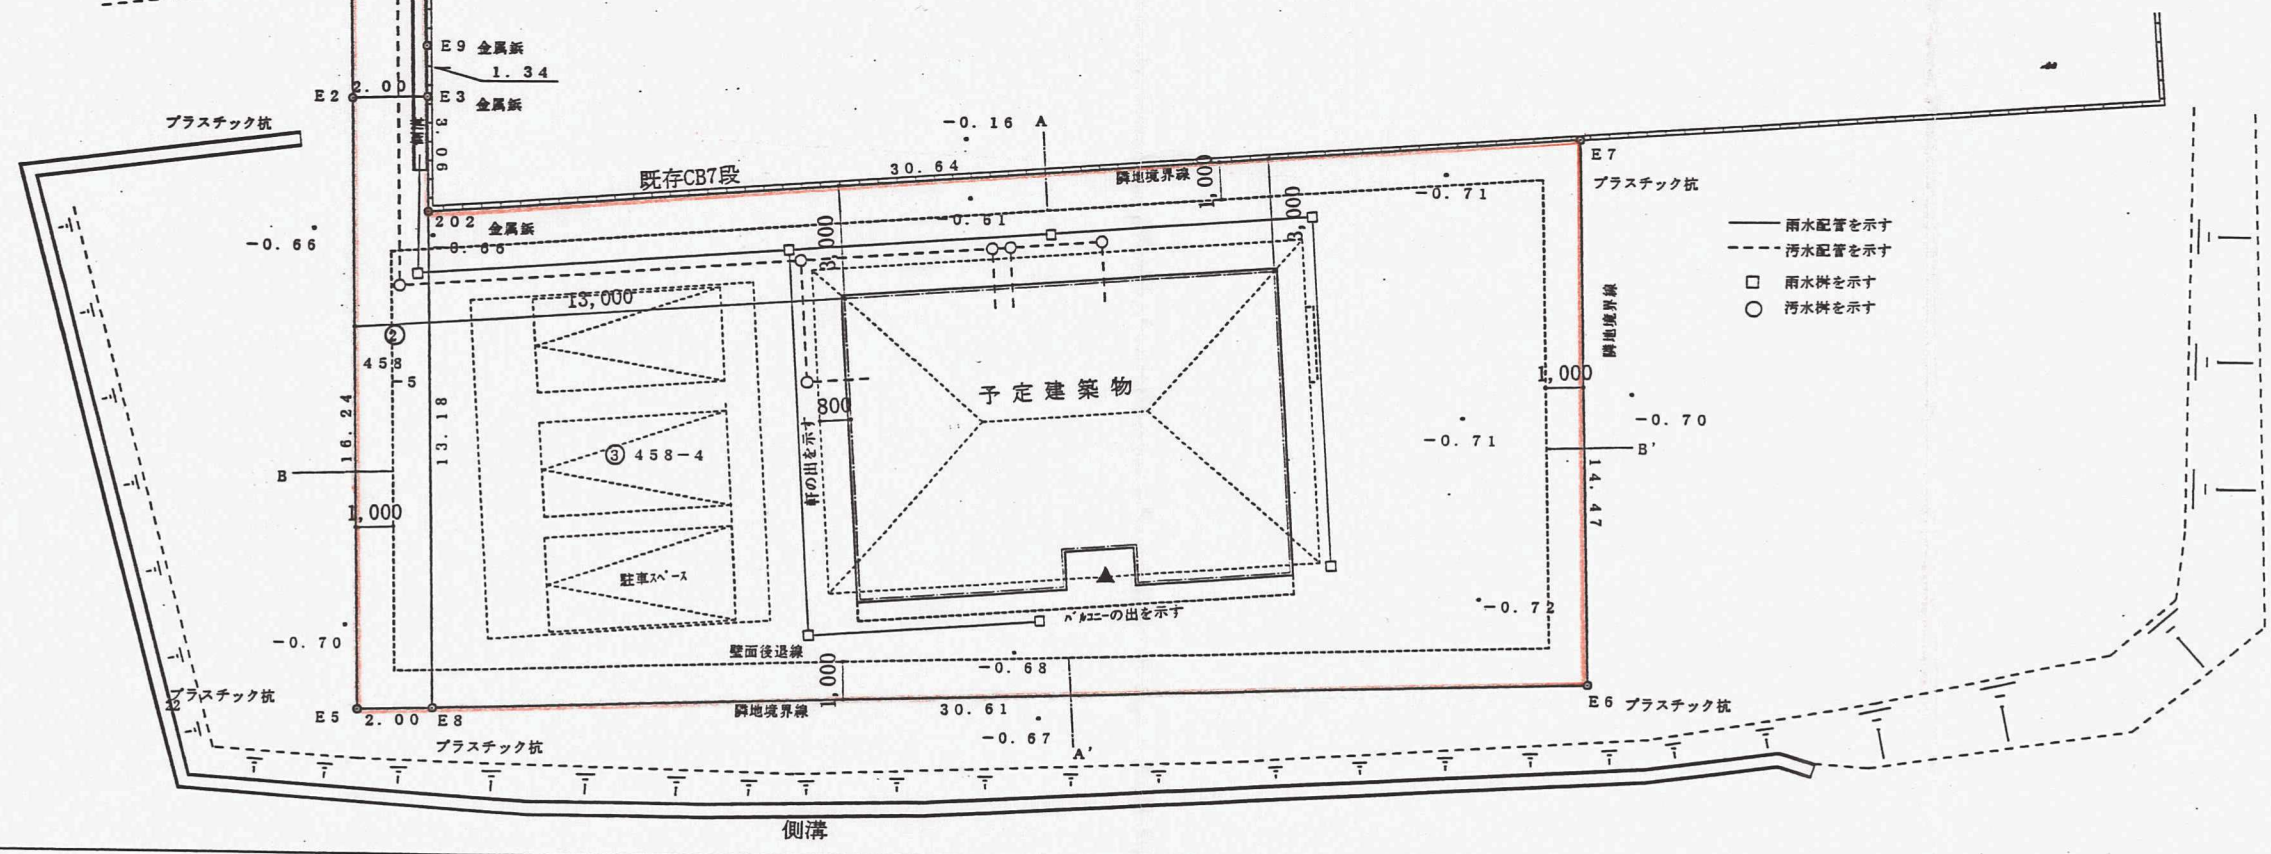 E9 金属鋲
1.34
2.00
E2
E3 金属鋲
プラスチック杭
側溝
3.06
-0.16
A
既存CB7段
30.64
隣地境界線
1,000
E7
プラスチック杭
202 金属鋲
-0.66
-0.66
-0.61
-0.71
3,000
3,000
雨水配管を示す
汚水配管を示す
雨水桝を示す
汚水桝を示す
13,000
② 458-5
予定建築物
800
軒の出を示す
1,000
隣地境界線
-0.70
-0.71
B'
16.24
13.18
③ 458-4
B
14.47
1,000
駐車スペース
-0.72
バルコニーの出を示す
壁面後退線
-0.68
1,000
-0.70
プラスチック杭
22
E5
2.00
E8
隣地境界線
30.61
E6 プラスチック杭
プラスチック杭
-0.67
A'
側溝